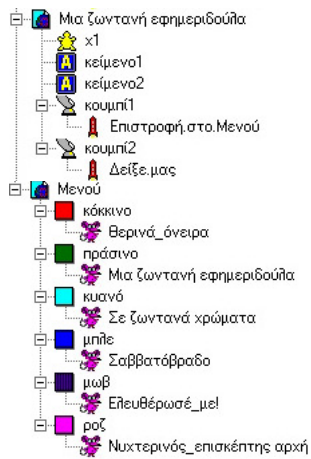 Μια ζωντανή εφημεριδούλα
x1
κείμενο1
κείμενο2
κουμπί1
Επιστροφή.στο.Μενού
κουμπί2
Δείξε.μας
Μενού
κόκκινο
Θερινά_όνειρα
πράσινο
Μια ζωντανή εφημεριδούλα
κυανό
Σε ζωντανά χρώματα
μπλε
Σαββατόβραδο
μωβ
Ελευθέρωσέ_με!
ροζ
Νυχτερινός_επισκέπτης αρχή